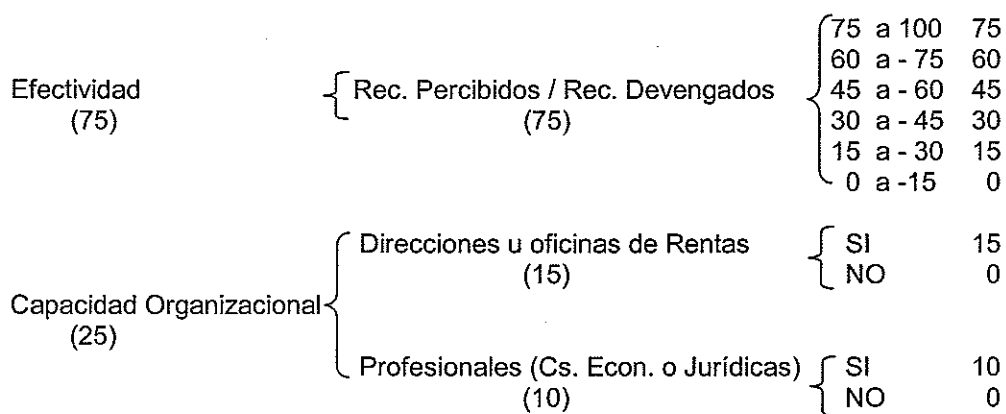 75 a 100 75
60 a - 75 60
Efectividad Rec. Percibidos / Rec. Devengados 45 a - 60 45
(75) (75) 30 a - 45 30
15 a - 30 15
0 a -15 0
Direcciones u oficinas de Rentas SI 15
(15) NO 0
Capacidad Organizacional
(25)
Profesionales (Cs. Econ. o Jurídicas) SI 10
(10) NO 0